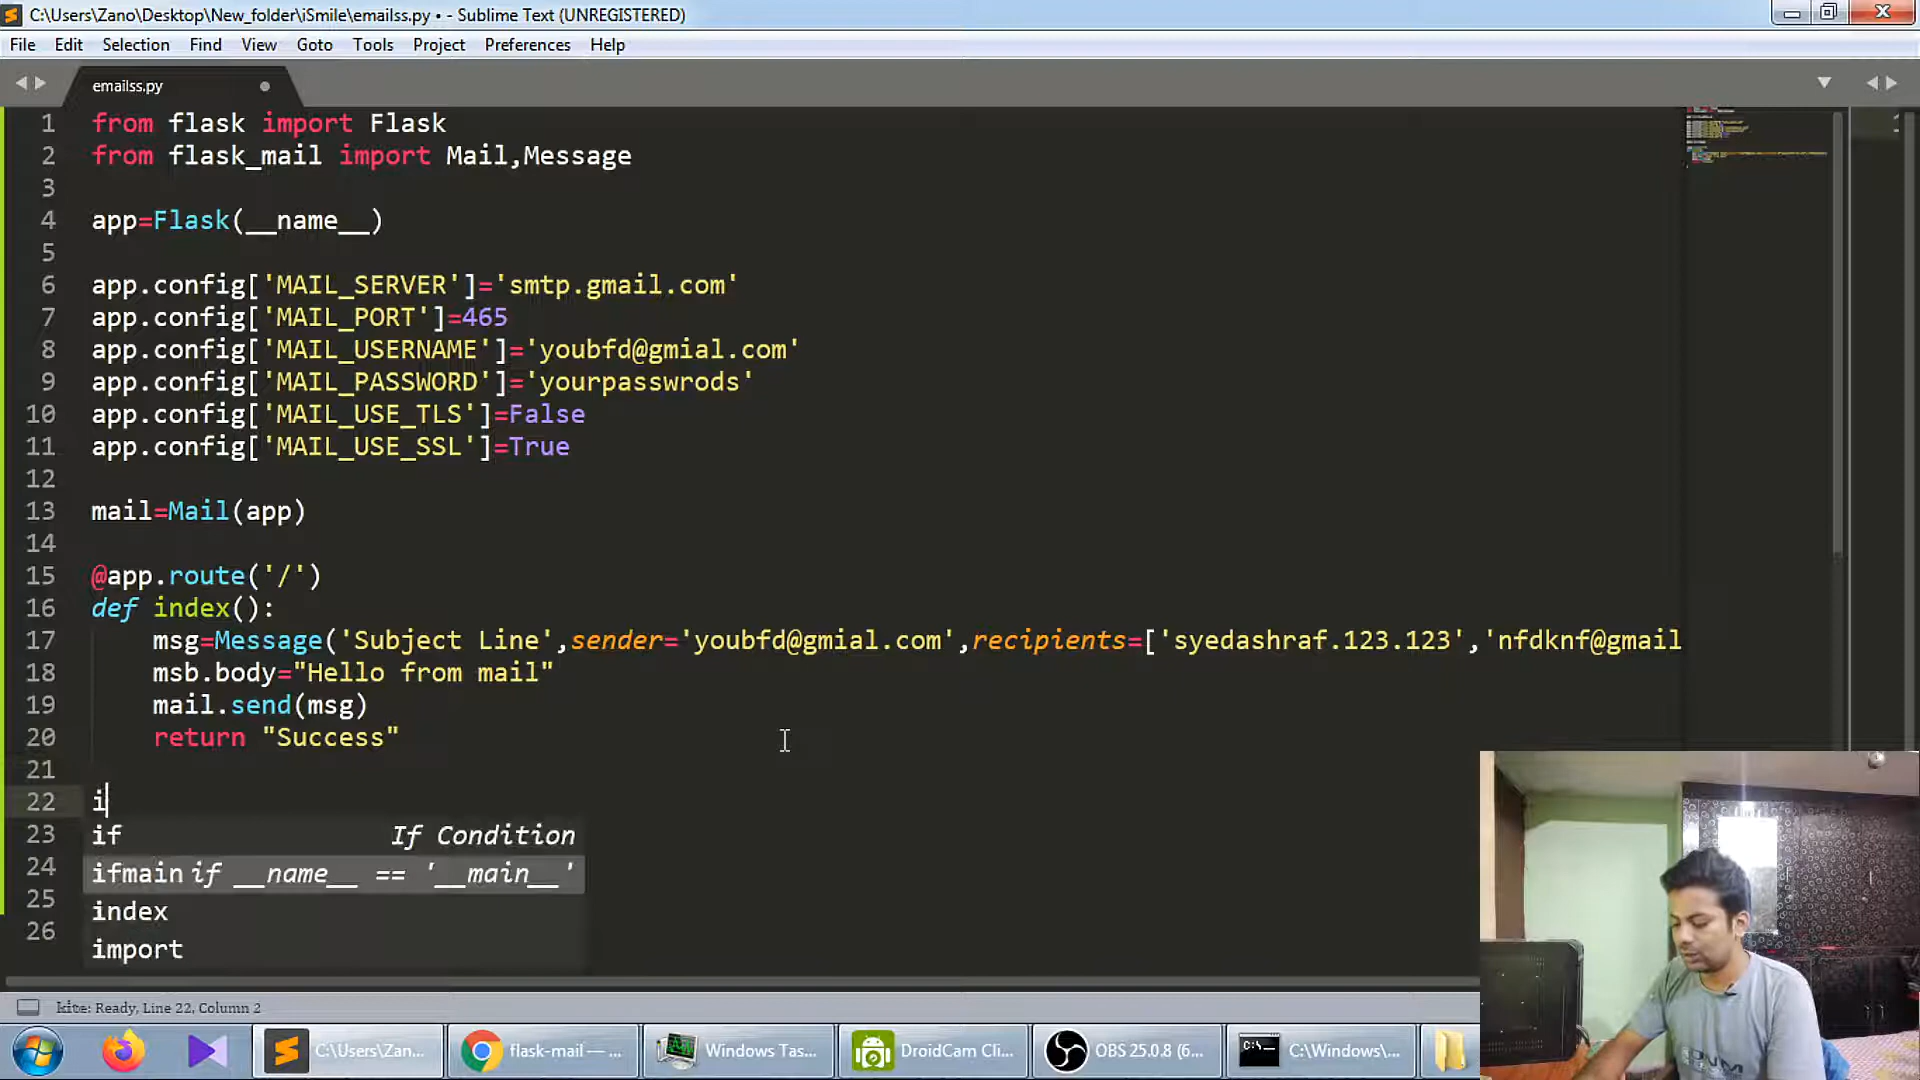 C:\Users\Zano\Desktop\New_folder\iSmile\emailss.py • - Sublime Text (UNREGISTERED)
File Edit Selection Find View Goto Tools Project Preferences Help
emailss.py
1 from flask import Flask
2 from flask_mail import Mail,Message
3
4 app=Flask(__name__)
5
6 app.config['MAIL_SERVER']='smtp.gmail.com'
7 app.config['MAIL_PORT']=465
8 app.config['MAIL_USERNAME']='youbfd@gmial.com'
9 app.config['MAIL_PASSWORD']='yourpasswrods'
10 app.config['MAIL_USE_TLS']=False
11 app.config['MAIL_USE_SSL']=True
12
13 mail=Mail(app)
14
15 @app.route('/')
16 def index():
17 msg=Message('Subject Line',sender='youbfd@gmial.com',recipients=['syedashraf.123.123','nfdknf@gmail
18 msb.body="Hello from mail"
19 mail.send(msg)
20 return "Success"
21
22 i
23 if If Condition
24 ifmain if __name__ == '__main__'
25 index
26
import
kite: Ready, Line 22, Column 2
C:\Users\Zan... flask-mail — ... Windows Tas... DroidCam Cli... OBS 25.0.8 (6... C:\Windows\...